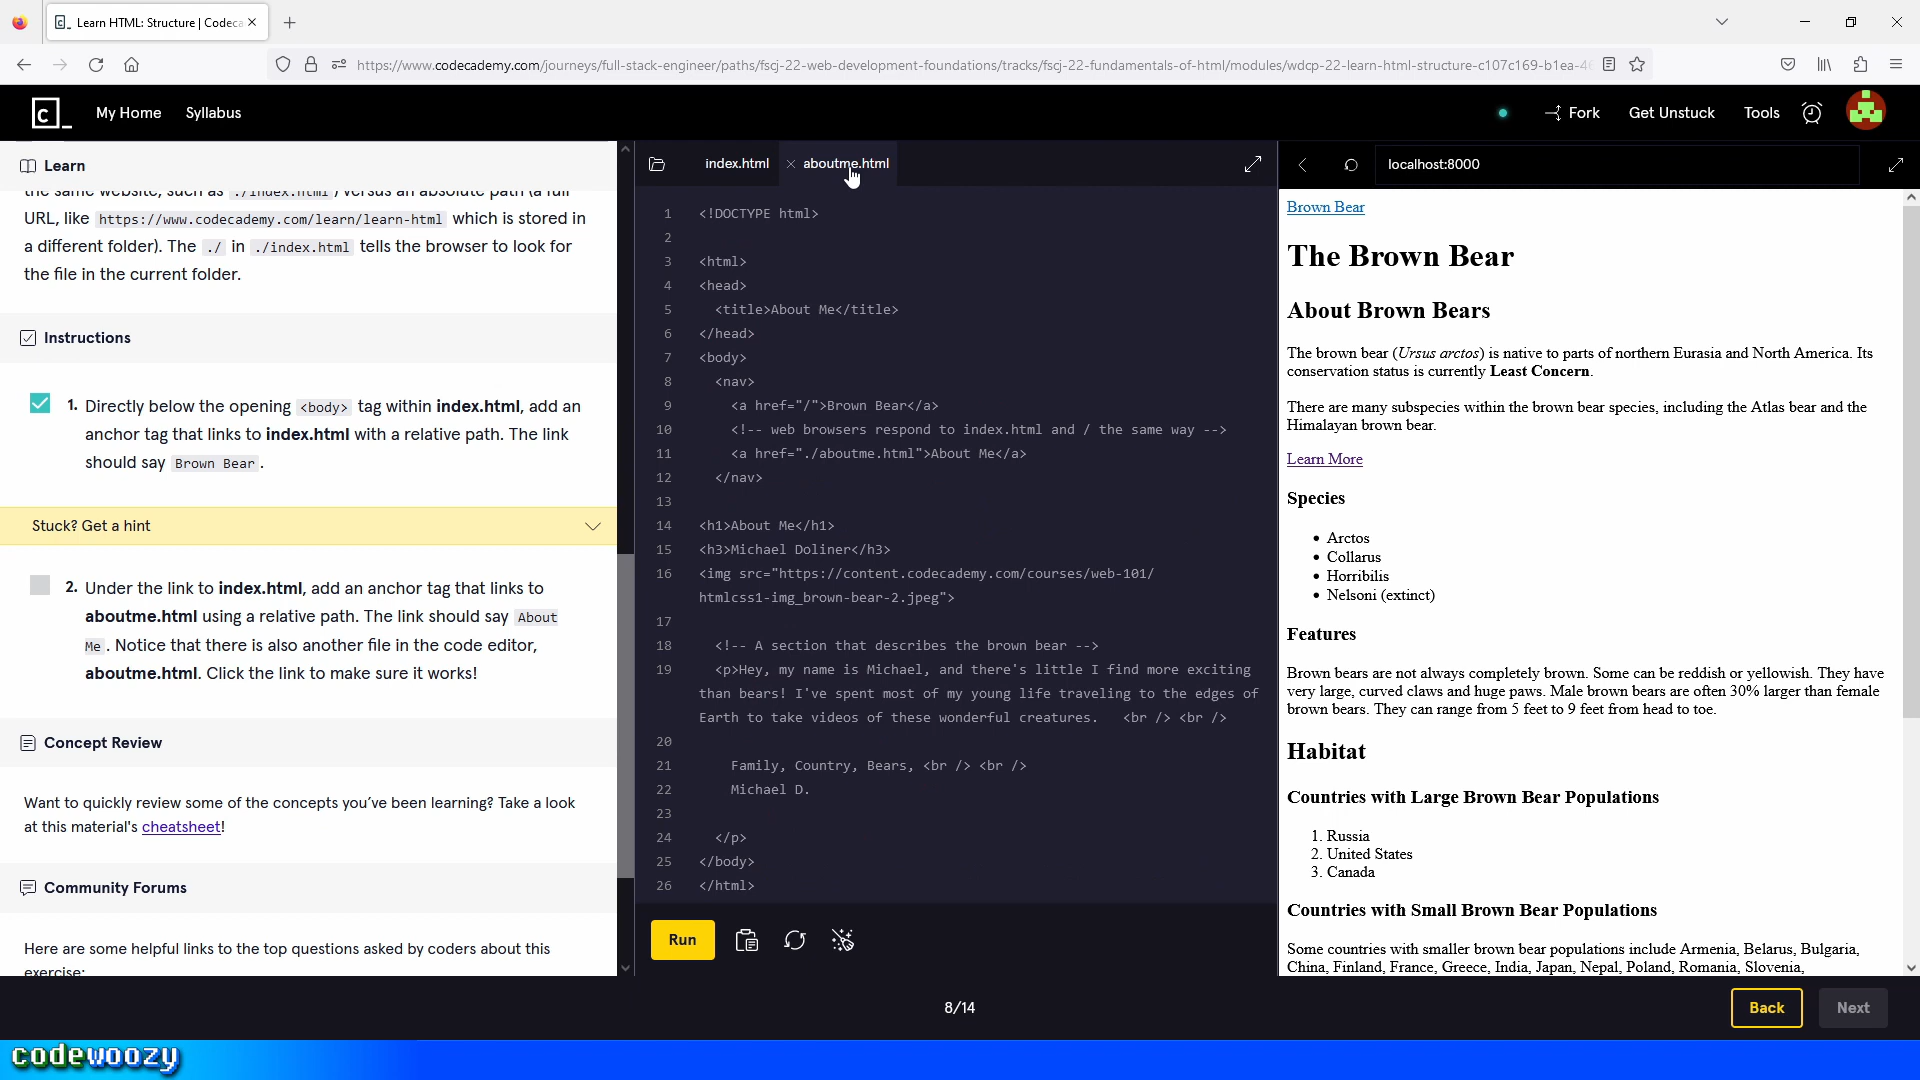 Learn HTML: Structure | Codeca
https://www.codecademy.com/journeys/full-stack-engineer/paths/fscj-22-web-development-foundations/tracks/fscj-22-fundamentals-of-html/modules/wdcp-22-learn-html-structure-c107c169-b1ea-4
My Home
Syllabus
Fork
Get Unstuck
Tools
Learn
the same website, such as ./index.html ) versus an absolute path (a full
URL, like https://www.codecademy.com/learn/learn-html which is stored in
a different folder). The ./ in ./index.html tells the browser to look for
the file in the current folder.
Instructions
1. Directly below the opening <body> tag within index.html, add an
anchor tag that links to index.html with a relative path. The link
should say Brown Bear.
Stuck? Get a hint
2. Under the link to index.html, add an anchor tag that links to
aboutme.html using a relative path. The link should say About
Me. Notice that there is also another file in the code editor,
aboutme.html. Click the link to make sure it works!
Concept Review
Want to quickly review some of the concepts you've been learning? Take a look
at this material's cheatsheet!
Community Forums
Here are some helpful links to the top questions asked by coders about this
exercise:
index.html
aboutme.html
1 <!DOCTYPE html>
2
3 <html>
4 <head>
5 <title>About Me</title>
6 </head>
7 <body>
8 <nav>
9 <a href="/">Brown Bear</a>
10 <!-- web browsers respond to index.html and / the same way -->
11 <a href="./aboutme.html">About Me</a>
12 </nav>
13
14 <h1>About Me</h1>
15 <h3>Michael Doliner</h3>
16 <img src="https://content.codecademy.com/courses/web-101/
htmlcss1-img_brown-bear-2.jpeg">
17
18 <!-- A section that describes the brown bear -->
19 <p>Hey, my name is Michael, and there's little I find more exciting
than bears! I've spent most of my young life traveling to the edges of
Earth to take videos of these wonderful creatures. <br /> <br />
20
21 Family, Country, Bears, <br /> <br />
22 Michael D.
23
24 </p>
25 </body>
26 </html>
Run
localhost:8000
Brown Bear
The Brown Bear
About Brown Bears
The brown bear (Ursus arctos) is native to parts of northern Eurasia and North America. Its
conservation status is currently Least Concern.
There are many subspecies within the brown bear species, including the Atlas bear and the
Himalayan brown bear.
Learn More
Species
• Arctos
• Collarus
• Horribilis
• Nelsoni (extinct)
Features
Brown bears are not always completely brown. Some can be reddish or yellowish. They have
very large, curved claws and huge paws. Male brown bears are often 30% larger than female
brown bears. They can range from 5 feet to 9 feet from head to toe.
Habitat
Countries with Large Brown Bear Populations
1. Russia
2. United States
3. Canada
Countries with Small Brown Bear Populations
Some countries with smaller brown bear populations include Armenia, Belarus, Bulgaria,
China, Finland, France, Greece, India, Japan, Nepal, Poland, Romania, Slovenia,
8/14
Back
Next
codewoozy